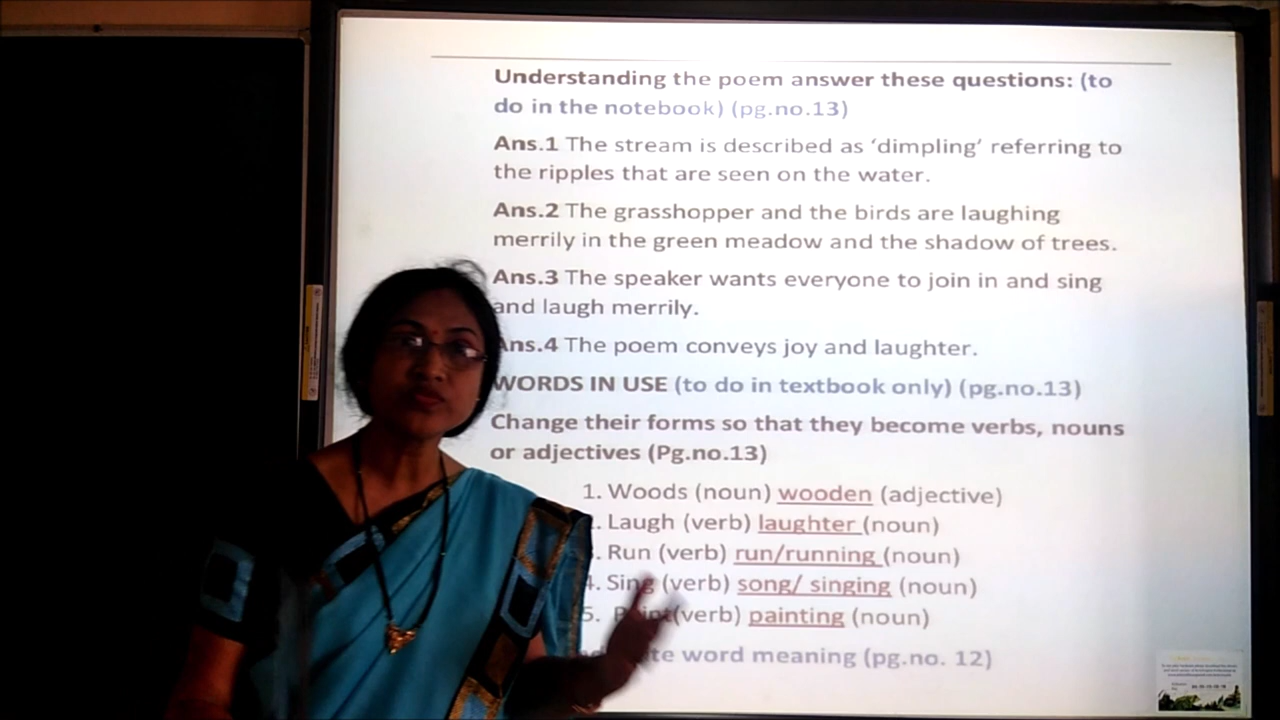 Understanding the poem answer these questions: (to
do in the notebook) (pg.no.13)
Ans.1 The stream is described as ‘dimpling’ referring to
the ripples that are seen on the water.
Ans.2 The grasshopper and the birds are laughing
merrily in the green meadow and the shadow of trees.
Ans.3 The speaker wants everyone to join in and sing
and laugh merrily.
Ans.4 The poem conveys joy and laughter.
WORDS IN USE (to do in textbook only) (pg.no.13)
Change their forms so that they become verbs, nouns
or adjectives (Pg.no.13)
1. Woods (noun) wooden (adjective)
. Laugh (verb) laughter (noun)
. Run (verb) run/running (noun)
4. Sing (verb) song/ singing (noun)
5. (verb) painting (noun)
word meaning (pg.no. 12)